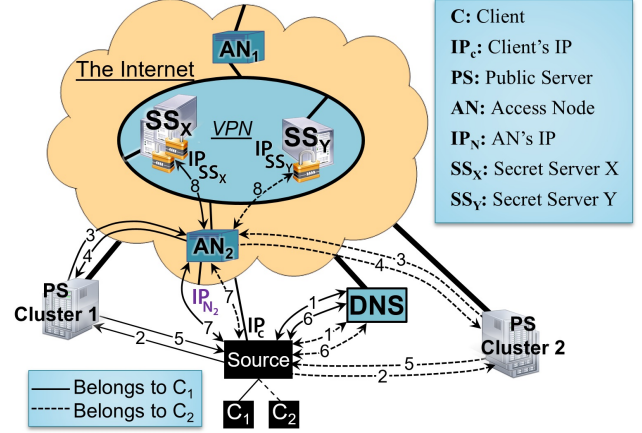 AN₁
The Internet
SSₓ
VPN
SSY
IPSSX
IPSSY
8
8
AN₂
3
4
3
4
IPN₂
7
7
IPc
1
6
1
6
DNS
PS
Cluster 1
5
2
Source
PS
Cluster 2
5
2
C₁
C₂
Belongs to C₁
Belongs to C₂
C: Client
IPc: Client's IP
PS: Public Server
AN: Access Node
IPN: AN's IP
SSX: Secret Server X
SSY: Secret Server Y